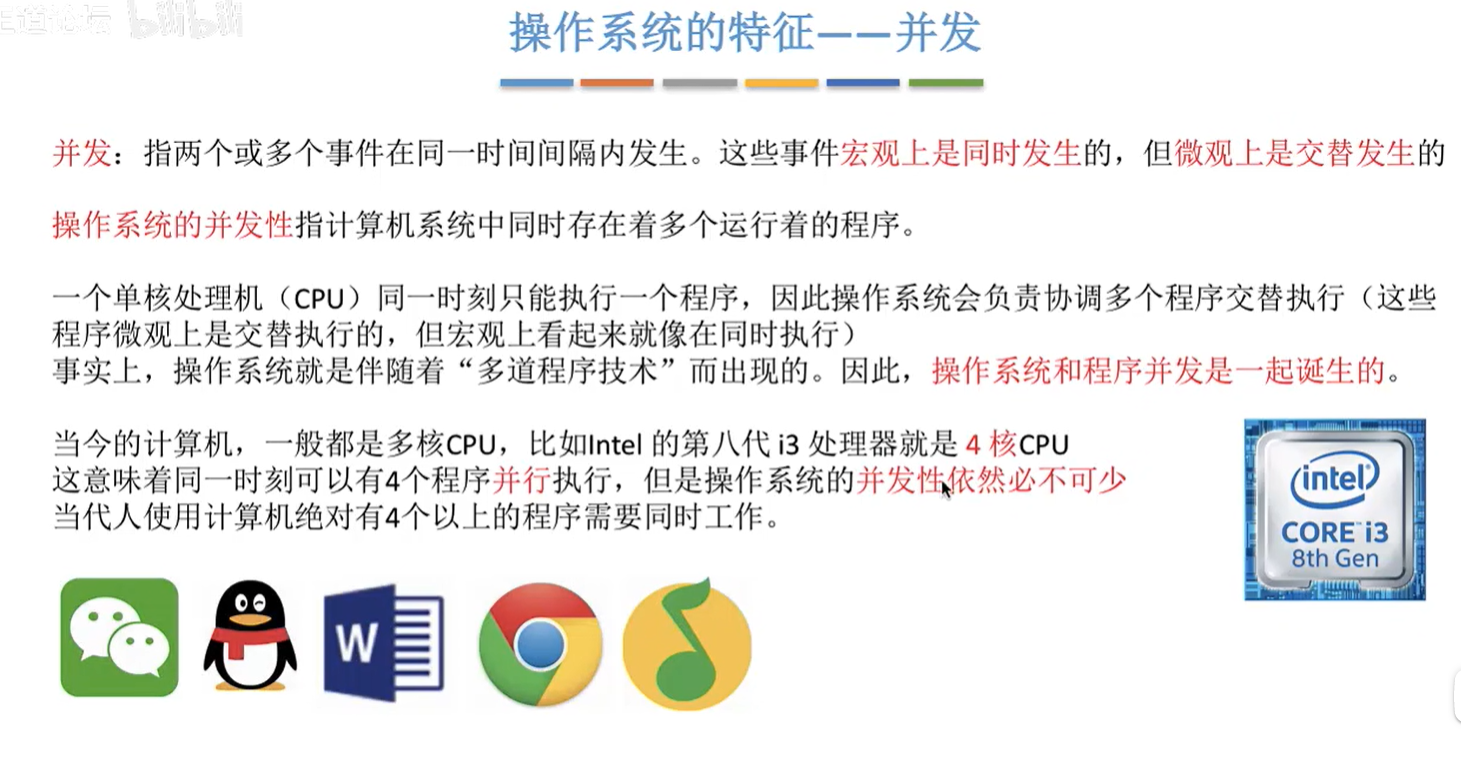 道论坛 bilibili
操作系统的特征——并发
并发：指两个或多个事件在同一时间间隔内发生。这些事件宏观上是同时发生的，但微观上是交替发生的
操作系统的并发性指计算机系统中同时存在着多个运行着的程序。
一个单核处理机（CPU）同一时刻只能执行一个程序，因此操作系统会负责协调多个程序交替执行（这些
程序微观上是交替执行的，但宏观上看起来就像在同时执行）
事实上，操作系统就是伴随着“多道程序技术”而出现的。因此，操作系统和程序并发是一起诞生的。
当今的计算机，一般都是多核CPU，比如Intel 的第八代 i3 处理器就是 4 核CPU
这意味着同一时刻可以有4个程序并行执行，但是操作系统的并发性依然必不可少
当代人使用计算机绝对有4个以上的程序需要同时工作。
intel
CORE i3
8th Gen
W